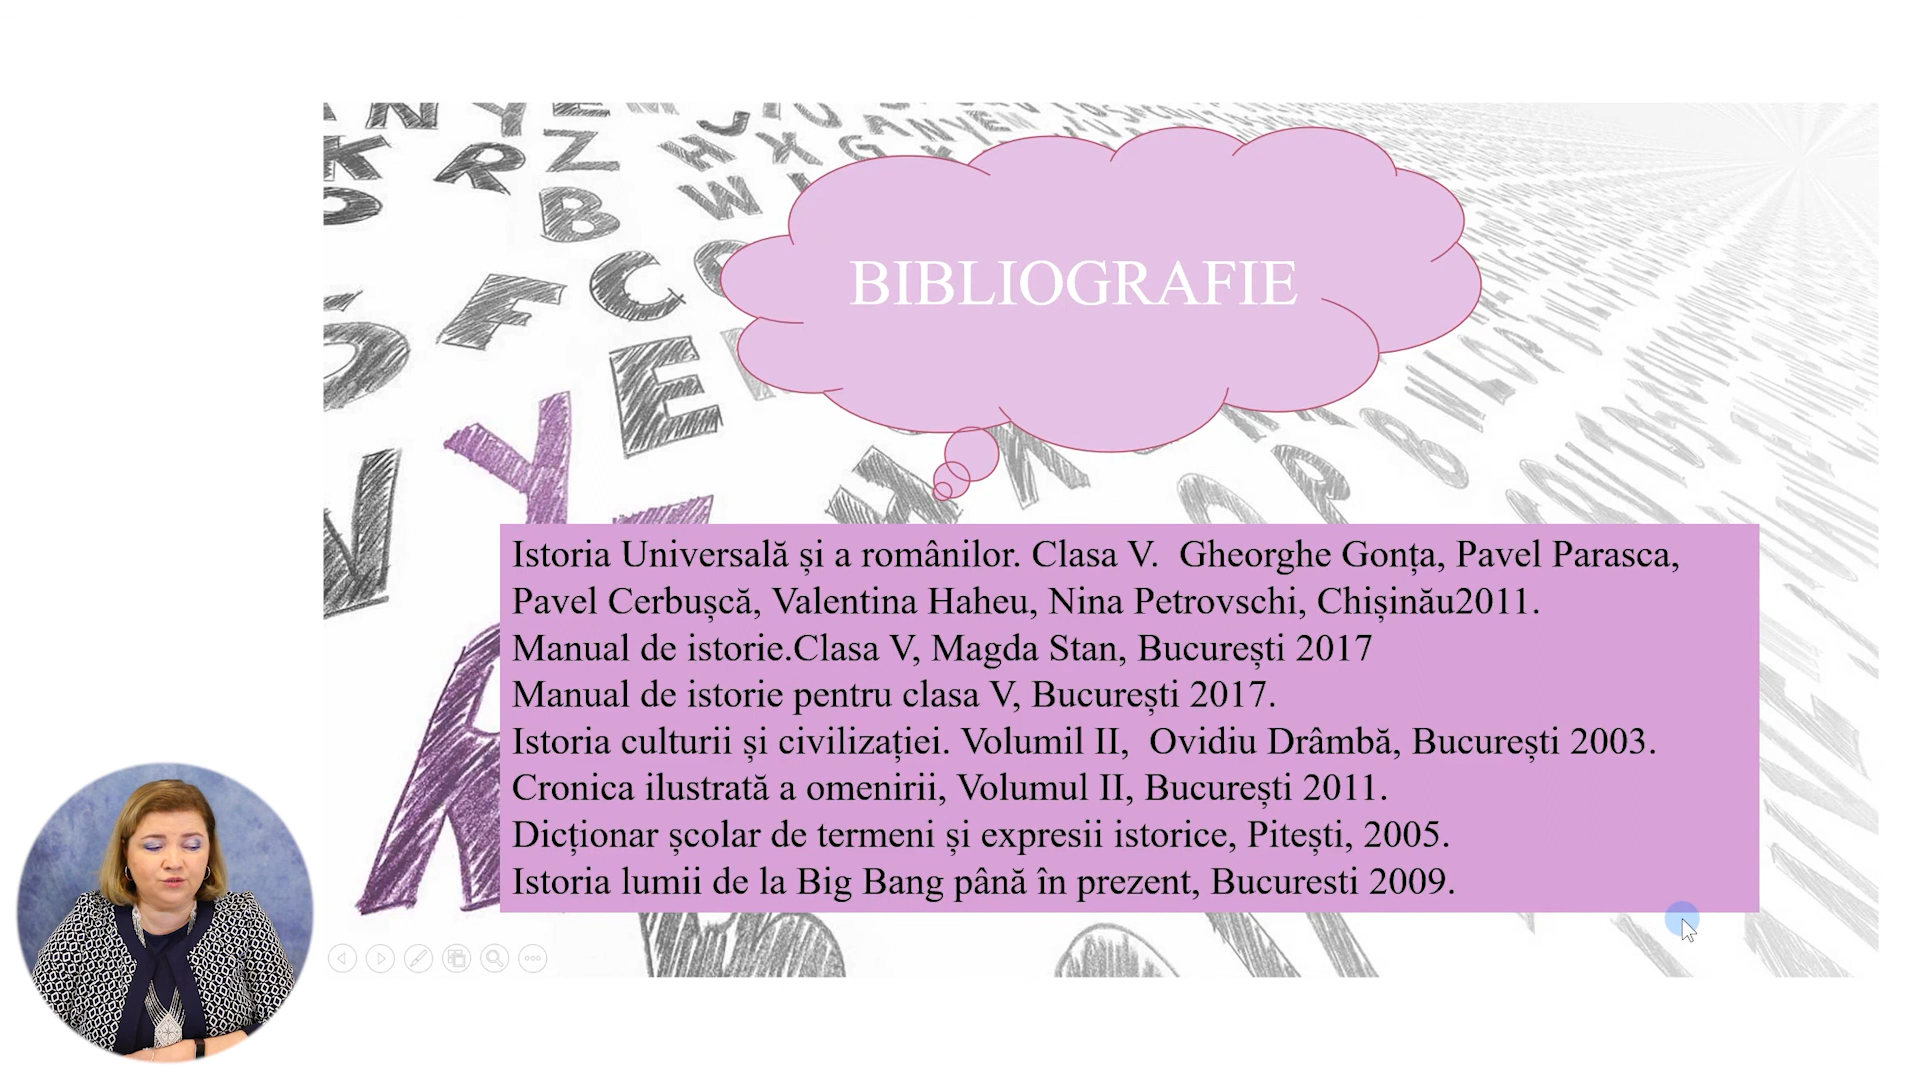 BIBLIOGRAFIE
Istoria Universală și a românilor. Clasa V.  Gheorghe Gonța, Pavel Parasca,
Pavel Cerbușcă, Valentina Haheu, Nina Petrovschi, Chișinău2011.
Manual de istorie.Clasa V, Magda Stan, București 2017
Manual de istorie pentru clasa V, București 2017.
Istoria culturii și civilizației. Volumil II,  Ovidiu Drâmbă, București 2003.
Cronica ilustrată a omenirii, Volumul II, București 2011.
Dicționar școlar de termeni și expresii istorice, Pitești, 2005.
Istoria lumii de la Big Bang până în prezent, Bucuresti 2009.